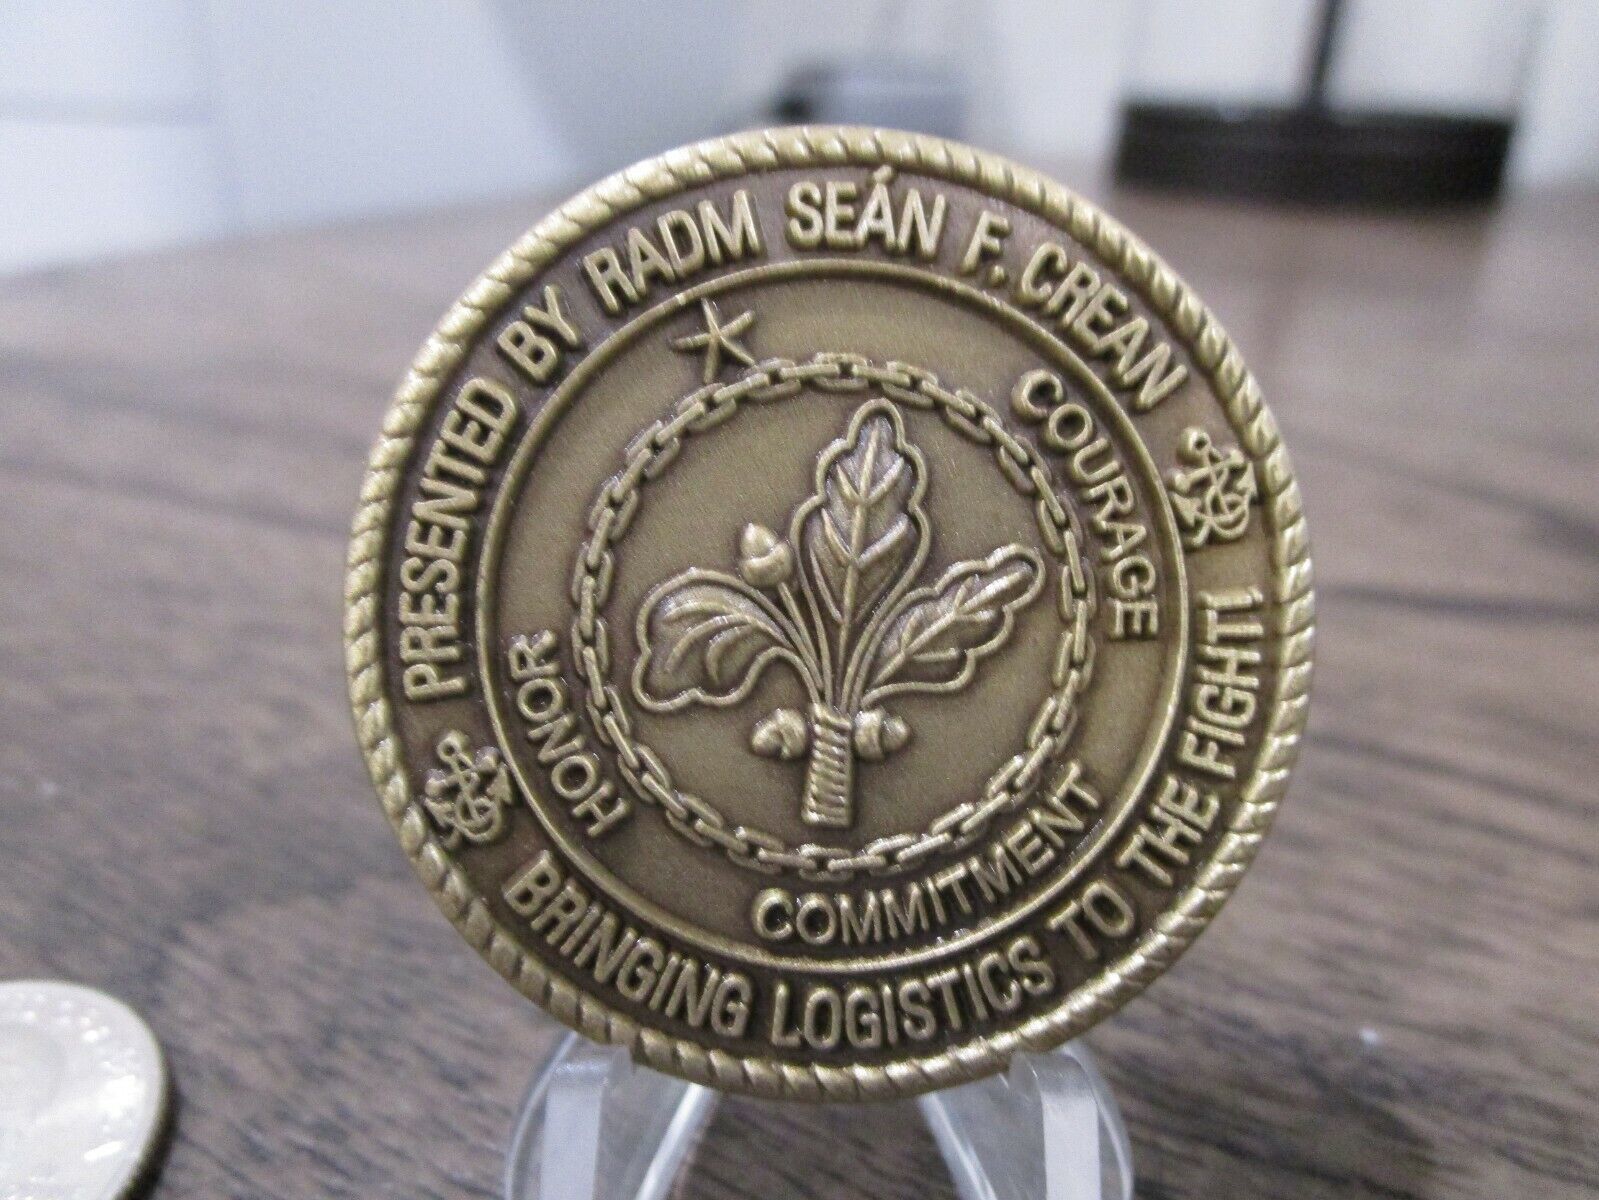 PRESENTED BY RADM SEÁN F. CREAN
BRINGING LOGISTICS TO THE FIGHT!
HONOR
COURAGE
COMMITMENT